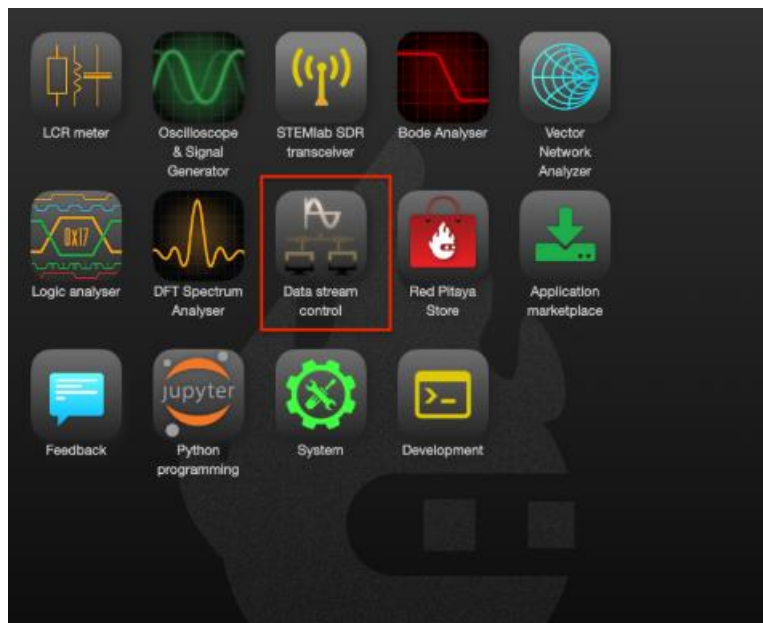 LCR meter
Oscilloscope
& Signal
Generator
STEMlab SDR
transceiver
Bode Analyser
Vector
Network
Analyzer
0x17
Logic analyser
DFT Spectrum
Analyser
Data stream
control
Red Pitaya
Store
Application
marketplace
Feedback
jupyter
Python
programming
System
>_
Development